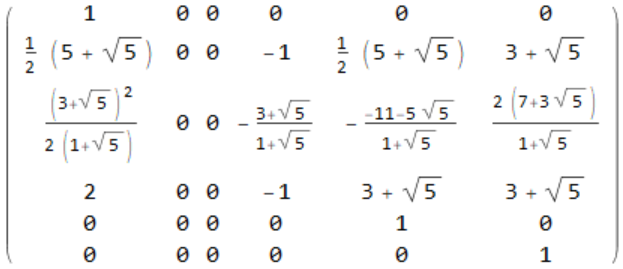 1 0 0 0 0 0
1/2 (5 + √5) 0 0 -1 1/2 (5 + √5) 3 + √5
(3+√5)^2 / 2 (1+√5) 0 0 - 3+√5 / 1+√5 - -11-5 √5 / 1+√5 2 (7+3 √5) / 1+√5
2 0 0 -1 3 + √5 3 + √5
0 0 0 0 1 0
0 0 0 0 0 1